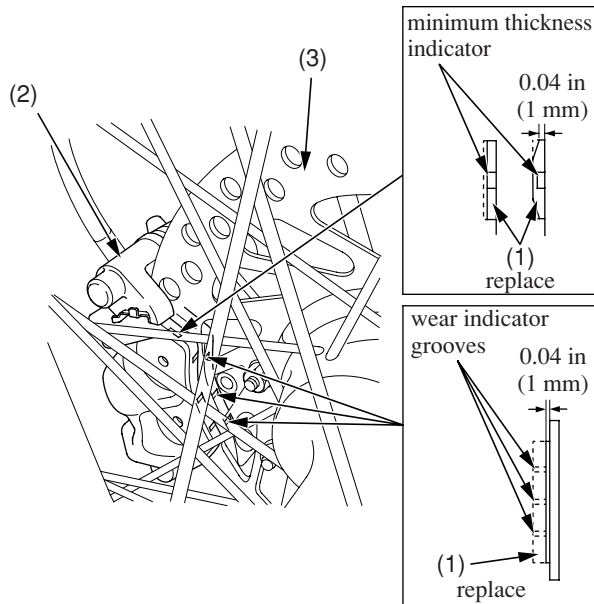 (2)
(3)
minimum thickness
indicator
0.04 in
(1 mm)
(1)
replace
wear indicator
grooves
0.04 in
(1 mm)
(1)
replace